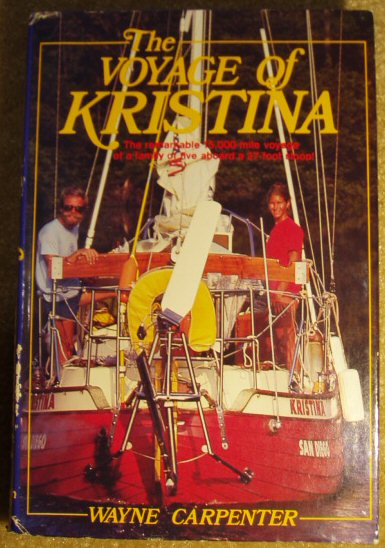 The
VOYAGE of
KRISTINA
The remarkable 15,000-mile voyage
of a family of five aboard a 27-foot sloop!
KRISTINA
SAN DIEGO
WAYNE CARPENTER